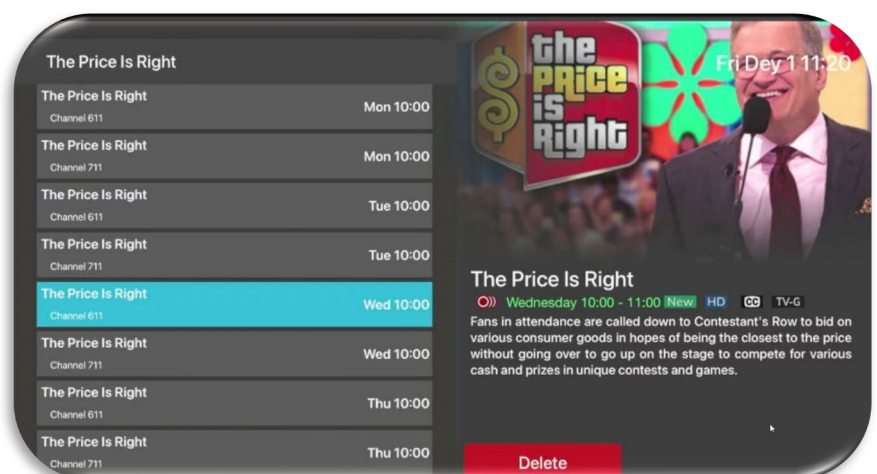 The Price Is Right
Fri Dey 1 11:20
the
PRice
is
Right
The Price Is Right
Channel 611
Mon 10:00
The Price Is Right
Channel 711
Mon 10:00
The Price Is Right
Channel 611
Tue 10:00
The Price Is Right
Channel 711
Tue 10:00
The Price Is Right
Channel 611
Wed 10:00
The Price Is Right
Channel 711
Wed 10:00
The Price Is Right
Channel 611
Thu 10:00
The Price Is Right
Channel 711
Thu 10:00
The Price Is Right
Wednesday 10:00 - 11:00 New HD CC TV-G
Fans in attendance are called down to Contestant's Row to bid on
various consumer goods in hopes of being the closest to the price
without going over to go up on the stage to compete for various
cash and prizes in unique contests and games.
Delete